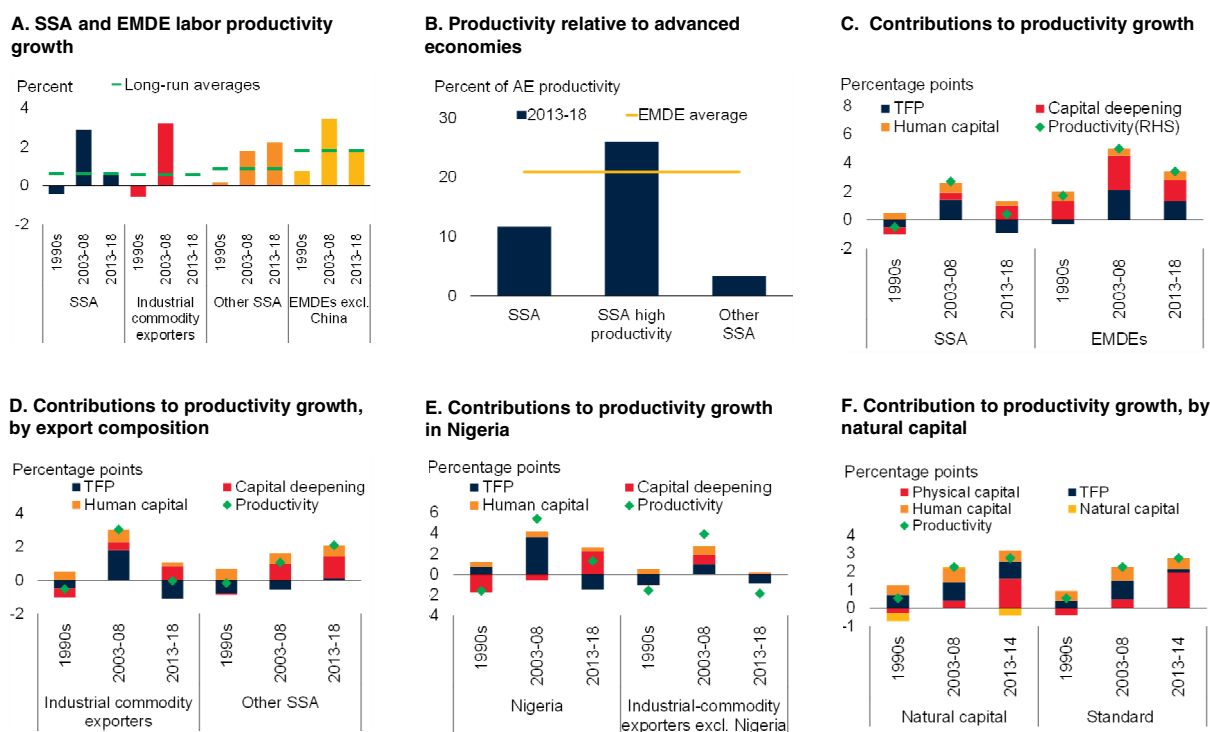 A. SSA and EMDE labor productivity
growth
Percent
Long-run averages
4
2
0
-2
1990s
2003-08
2013-18
1990s
2003-08
2013-18
1990s
2003-08
2013-18
1990s
2003-08
2013-18
SSA
Industrial
commodity
exporters
Other SSA
EMDEs excl.
China
B. Productivity relative to advanced
economies
Percent of AE productivity
2013-18
EMDE average
30
20
10
0
SSA
SSA high
productivity
Other
SSA
C. Contributions to productivity growth
Percentage points
TFP
Capital deepening
Human capital
Productivity(RHS)
8
6
4
2
0
-2
1990s
2003-08
2013-18
1990s
2003-08
2013-18
SSA
EMDEs
D. Contributions to productivity growth,
by export composition
Percentage points
TFP
Capital deepening
Human capital
Productivity
4
2
0
-2
1990s
2003-08
2013-18
1990s
2003-08
2013-18
Industrial commodity
exporters
Other SSA
E. Contributions to productivity growth
in Nigeria
Percentage points
TFP
Capital deepening
Human capital
Productivity
6
4
2
0
2
4
1990s
2003-08
2013-18
1990s
2003-08
2013-18
Nigeria
Industrial-commodity
exporters excl. Nigeria
F. Contribution to productivity growth, by
natural capital
Percentage points
Physical capital
TFP
Human capital
Natural capital
Productivity
4
3
2
1
0
-1
1990s
2003-08
2013-14
1990s
2003-08
2013-14
Natural capital
Standard